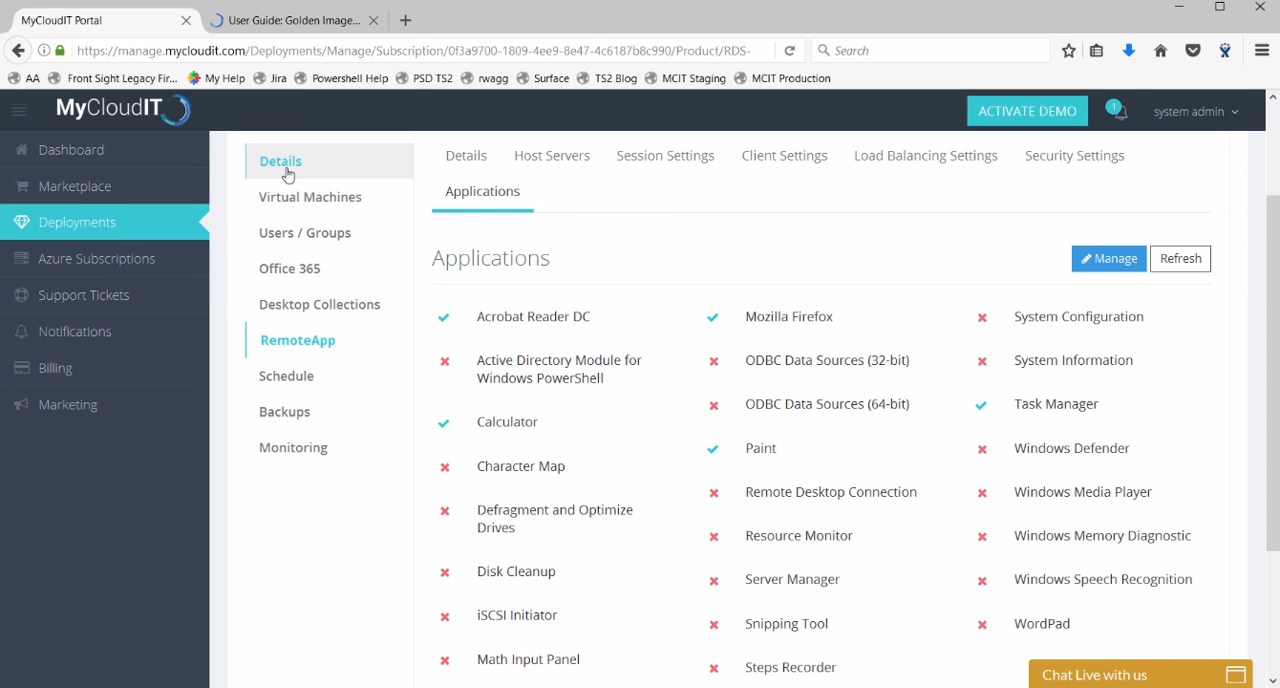 MyCloudIT Portal
User Guide: Golden Image...
https://manage.mycloudit.com/Deployments/Manage/Subscription/0f3a9700-1809-4ee9-8e47-4c6187b8c990/Product/RDS-
Search
AA
Front Sight Legacy Fir...
My Help
Jira
Powershell Help
PSD TS2
rwagg
Surface
TS2 Blog
MCIT Staging
MCIT Production
MyCloudIT
ACTIVATE DEMO
1
system admin
Dashboard
Marketplace
Deployments
Azure Subscriptions
Support Tickets
Notifications
Billing
Marketing
Details
Virtual Machines
Users / Groups
Office 365
Desktop Collections
RemoteApp
Schedule
Backups
Monitoring
Details
Host Servers
Session Settings
Client Settings
Load Balancing Settings
Security Settings
Applications
Applications
Manage
Refresh
Acrobat Reader DC
Active Directory Module for
Windows PowerShell
Calculator
Character Map
Defragment and Optimize
Drives
Disk Cleanup
iSCSI Initiator
Math Input Panel
Mozilla Firefox
ODBC Data Sources (32-bit)
ODBC Data Sources (64-bit)
Paint
Remote Desktop Connection
Resource Monitor
Server Manager
Snipping Tool
Steps Recorder
System Configuration
System Information
Task Manager
Windows Defender
Windows Media Player
Windows Memory Diagnostic
Windows Speech Recognition
WordPad
Chat Live with us